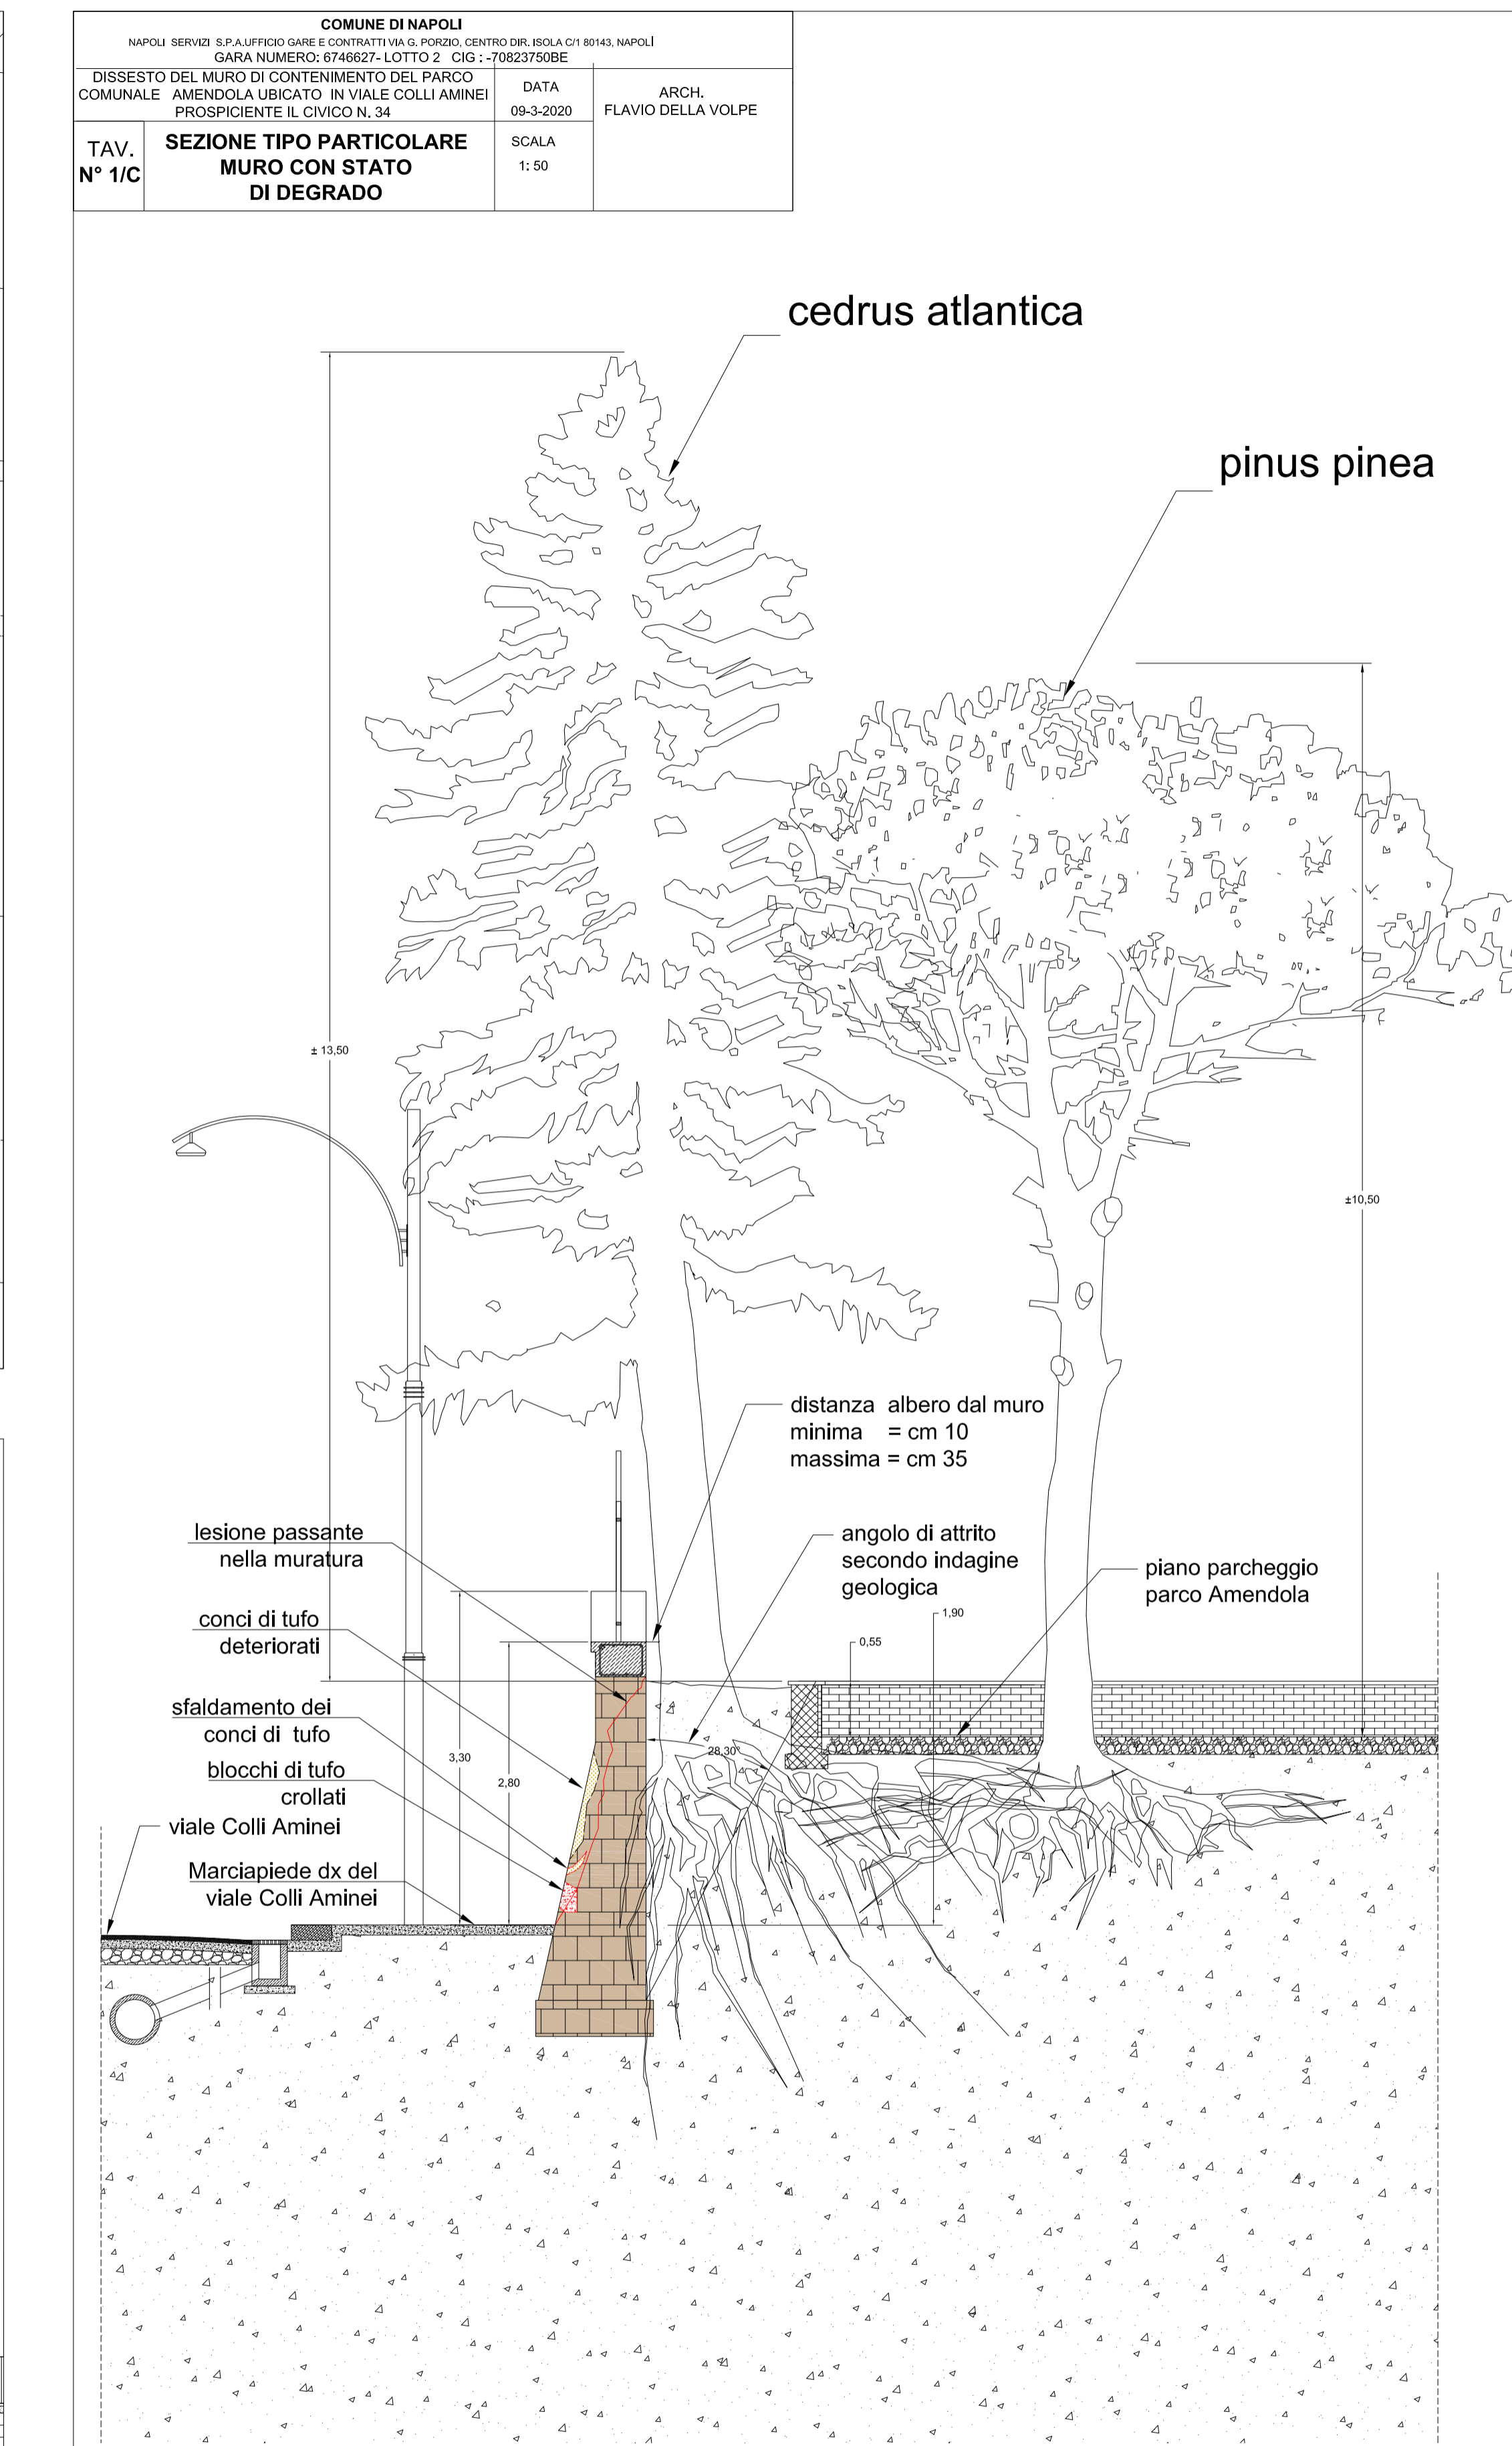 COMUNE DI NAPOLI
NAPOLI SERVIZI S.P.A.UFFICIO GARE E CONTRATTI VIA G. PORZIO, CENTRO DIR. ISOLA C/1 80143, NAPOLI
GARA NUMERO: 6746627- LOTTO 2 CIG : -70823750BE
DISSESTO DEL MURO DI CONTENIMENTO DEL PARCO
COMUNALE AMENDOLA UBICATO IN VIALE COLLI AMINEI
PROSPICIENTE IL CIVICO N. 34
DATA
09-3-2020
ARCH.
FLAVIO DELLA VOLPE
TAV.
N° 1/C
SEZIONE TIPO PARTICOLARE
MURO CON STATO
DI DEGRADO
SCALA
1: 50
cedrus atlantica
pinus pinea
± 13,50
±10,50
distanza albero dal muro
minima = cm 10
massima = cm 35
lesione passante
nella muratura
angolo di attrito
secondo indagine
geologica
piano parcheggio
parco Amendola
conci di tufo
deteriorati
1,90
0,55
sfaldamento dei
conci di tufo
28,30°
3,30
2,80
blocchi di tufo
crollati
viale Colli Aminei
Marciapiede dx del
viale Colli Aminei